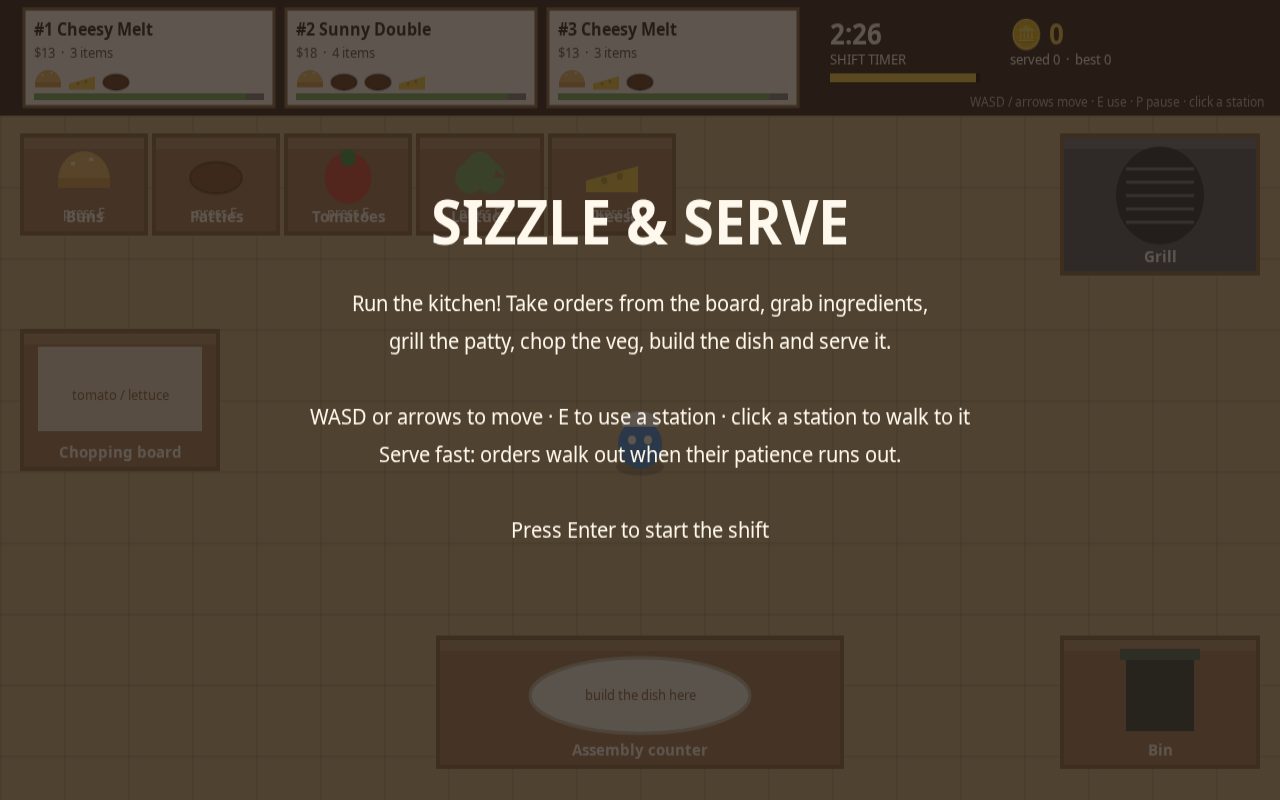 #1 Cheesy Melt
$13 · 3 items
#2 Sunny Double
$18 · 4 items
#3 Cheesy Melt
$13 · 3 items
2:26
SHIFT TIMER
0
served 0 · best 0
WASD / arrows move · E use · P pause · click a station
Buns
press E
Patties
press E
Tomatoes
press E
SIZZLE & SERVE
Grill
Run the kitchen! Take orders from the board, grab ingredients,
grill the patty, chop the veg, build the dish and serve it.
tomato / lettuce
Chopping board
WASD or arrows to move · E to use a station · click a station to walk to it
Serve fast: orders walk out when their patience runs out.
Press Enter to start the shift
build the dish here
Assembly counter
Bin